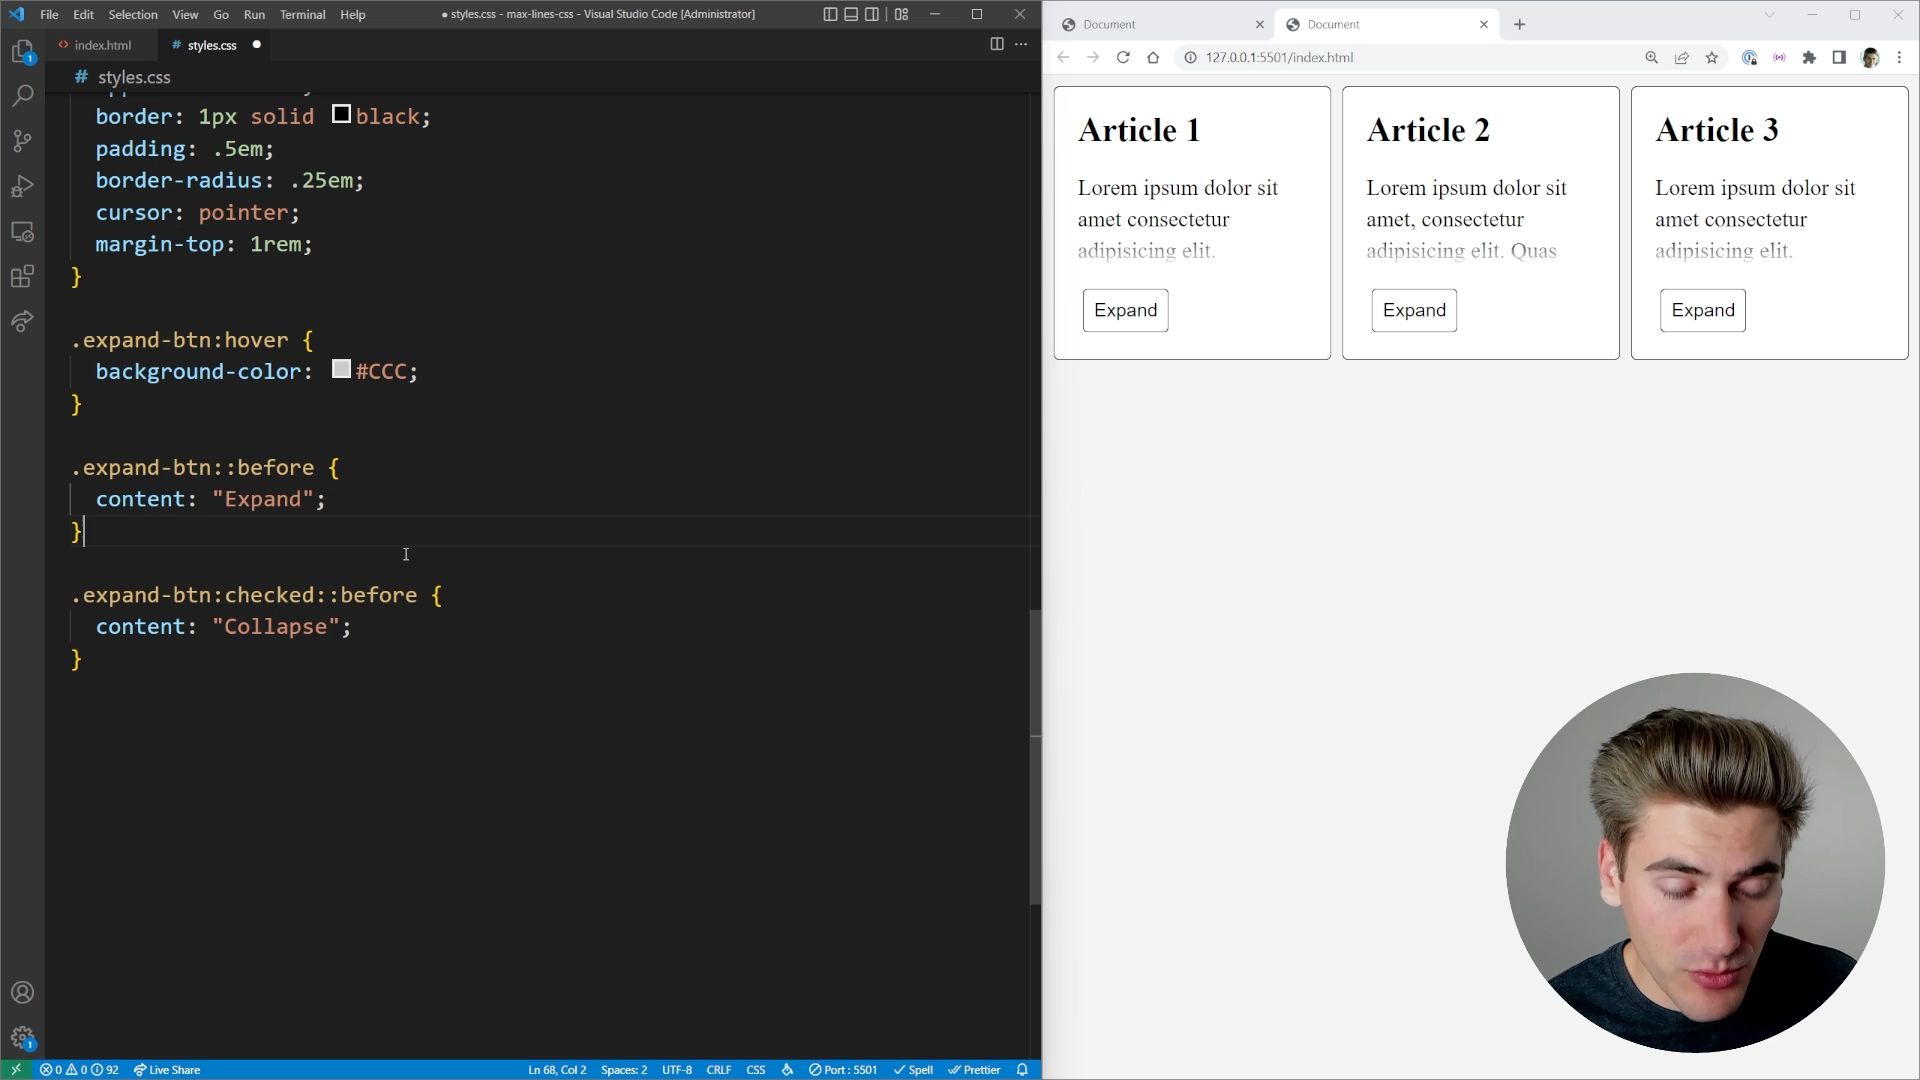 File Edit Selection View Go Run Terminal Help
● styles.css - max-lines-css - Visual Studio Code [Administrator]
<> index.html
# styles.css ●
# styles.css
border: 1px solid black;
padding: .5em;
border-radius: .25em;
cursor: pointer;
margin-top: 1rem;
}
.expand-btn:hover {
background-color: #CCC;
}
.expand-btn::before {
content: "Expand";
}
.expand-btn:checked::before {
content: "Collapse";
}
1
1
0 0 92 Live Share
Ln 68, Col 2 Spaces: 2 UTF-8 CRLF CSS Port : 5501 Spell Prettier
Document
Document
127.0.0.1:5501/index.html
Article 1
Lorem ipsum dolor sit
amet consectetur
adipisicing elit.
Expand
Article 2
Lorem ipsum dolor sit
amet, consectetur
adipisicing elit. Quas
Expand
Article 3
Lorem ipsum dolor sit
amet consectetur
adipisicing elit.
Expand